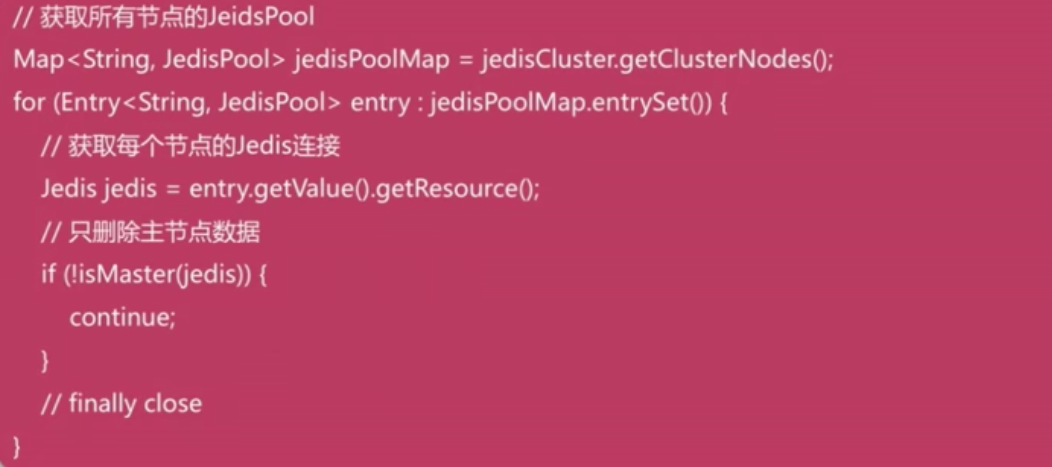 // 获取所有节点的JeidsPool
Map<String, JedisPool> jedisPoolMap = jedisCluster.getClusterNodes();
for (Entry<String, JedisPool> entry : jedisPoolMap.entrySet()) {
// 获取每个节点的Jedis连接
Jedis jedis = entry.getValue().getResource();
// 只删除主节点数据
if (!isMaster(jedis)) {
continue;
}
// finally close
}